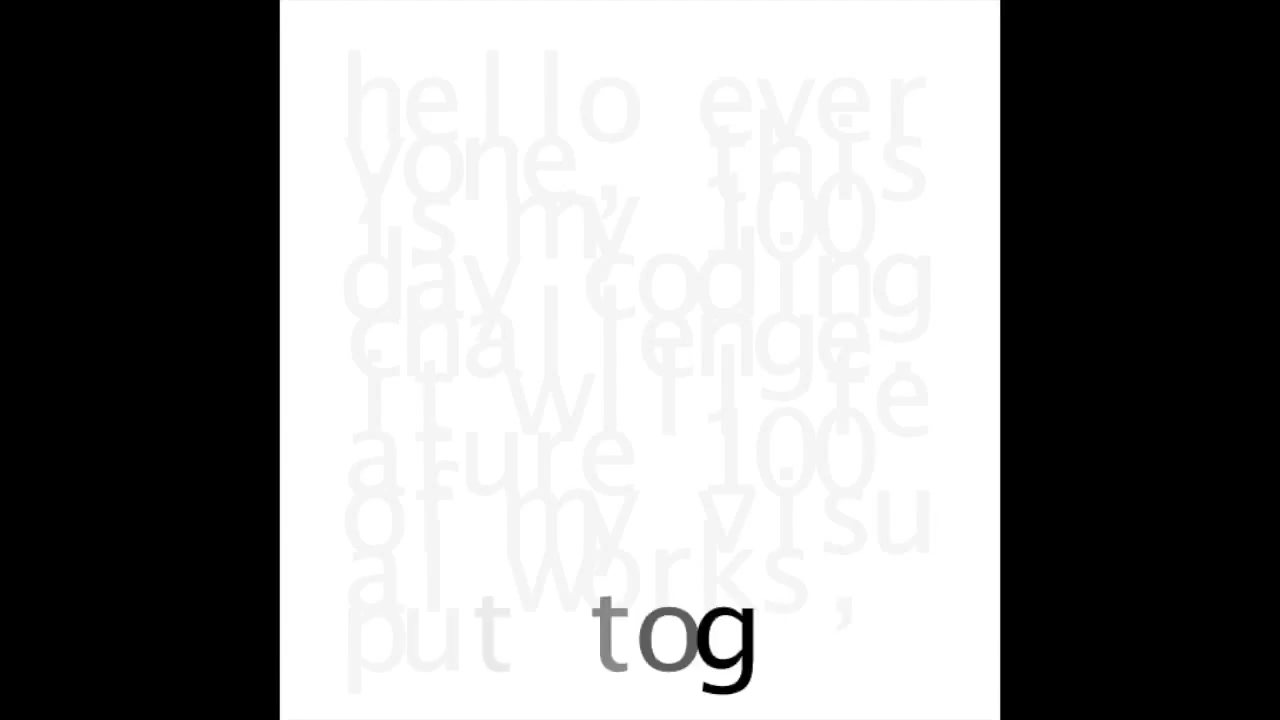 hello ever
yone, this
is my 100
day coding
challenge.
it will fe
ature 100
of my visu
al works,
put tog